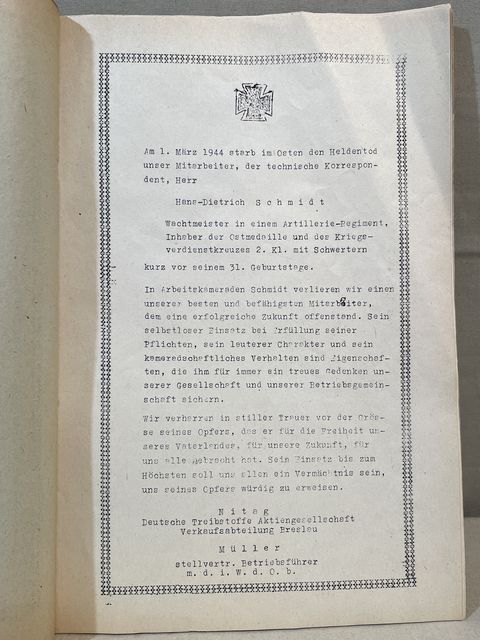 Am 1. März 1944 starb im Osten den Heldentod
unser Mitarbeiter, der technische Korrespon-
dent, Herr
Hans-Dietrich S c h m i d t
Wachtmeister in einem Artillerie-Regiment,
Inhaber der Ostmedaille und des Kriegs-
verdienstkreuzes 2. Kl. mit Schwertern
kurz vor seinem 31. Geburtstage.
In Arbeitskameraden Schmidt verlieren wir einen
unserer besten und befähigsten Mitarbeiter,
dem eine erfolgreiche Zukunft offenstand. Sein
selbstloser Einsatz bei Erfüllung seiner
Pflichten, sein lauterer Charakter und sein
kameradschaftliches Verhalten sind Eigenschaf-
ten, die ihm für immer ein treues Gedenken un-
serer Gesellschaft und unserer Betriebsgemein-
schaft sichern.
Wir verharren in stiller Trauer vor der Grös-
se seines Opfers, das er für die Freiheit un-
seres Vaterlandes, für unsere Zukunft, für
uns alle gebracht hat. Sein Einsatz bis zum
Höchsten soll uns allen ein Vermächtnis sein,
uns seines Opfers würdig zu erweisen.
N i t a g
Deutsche Treibstoffe Aktiengesellschaft
Verkaufsabteilung Breslau
M ü l l e r
stellvertr. Betriebsführer
m. d. i. W. d. O. b.